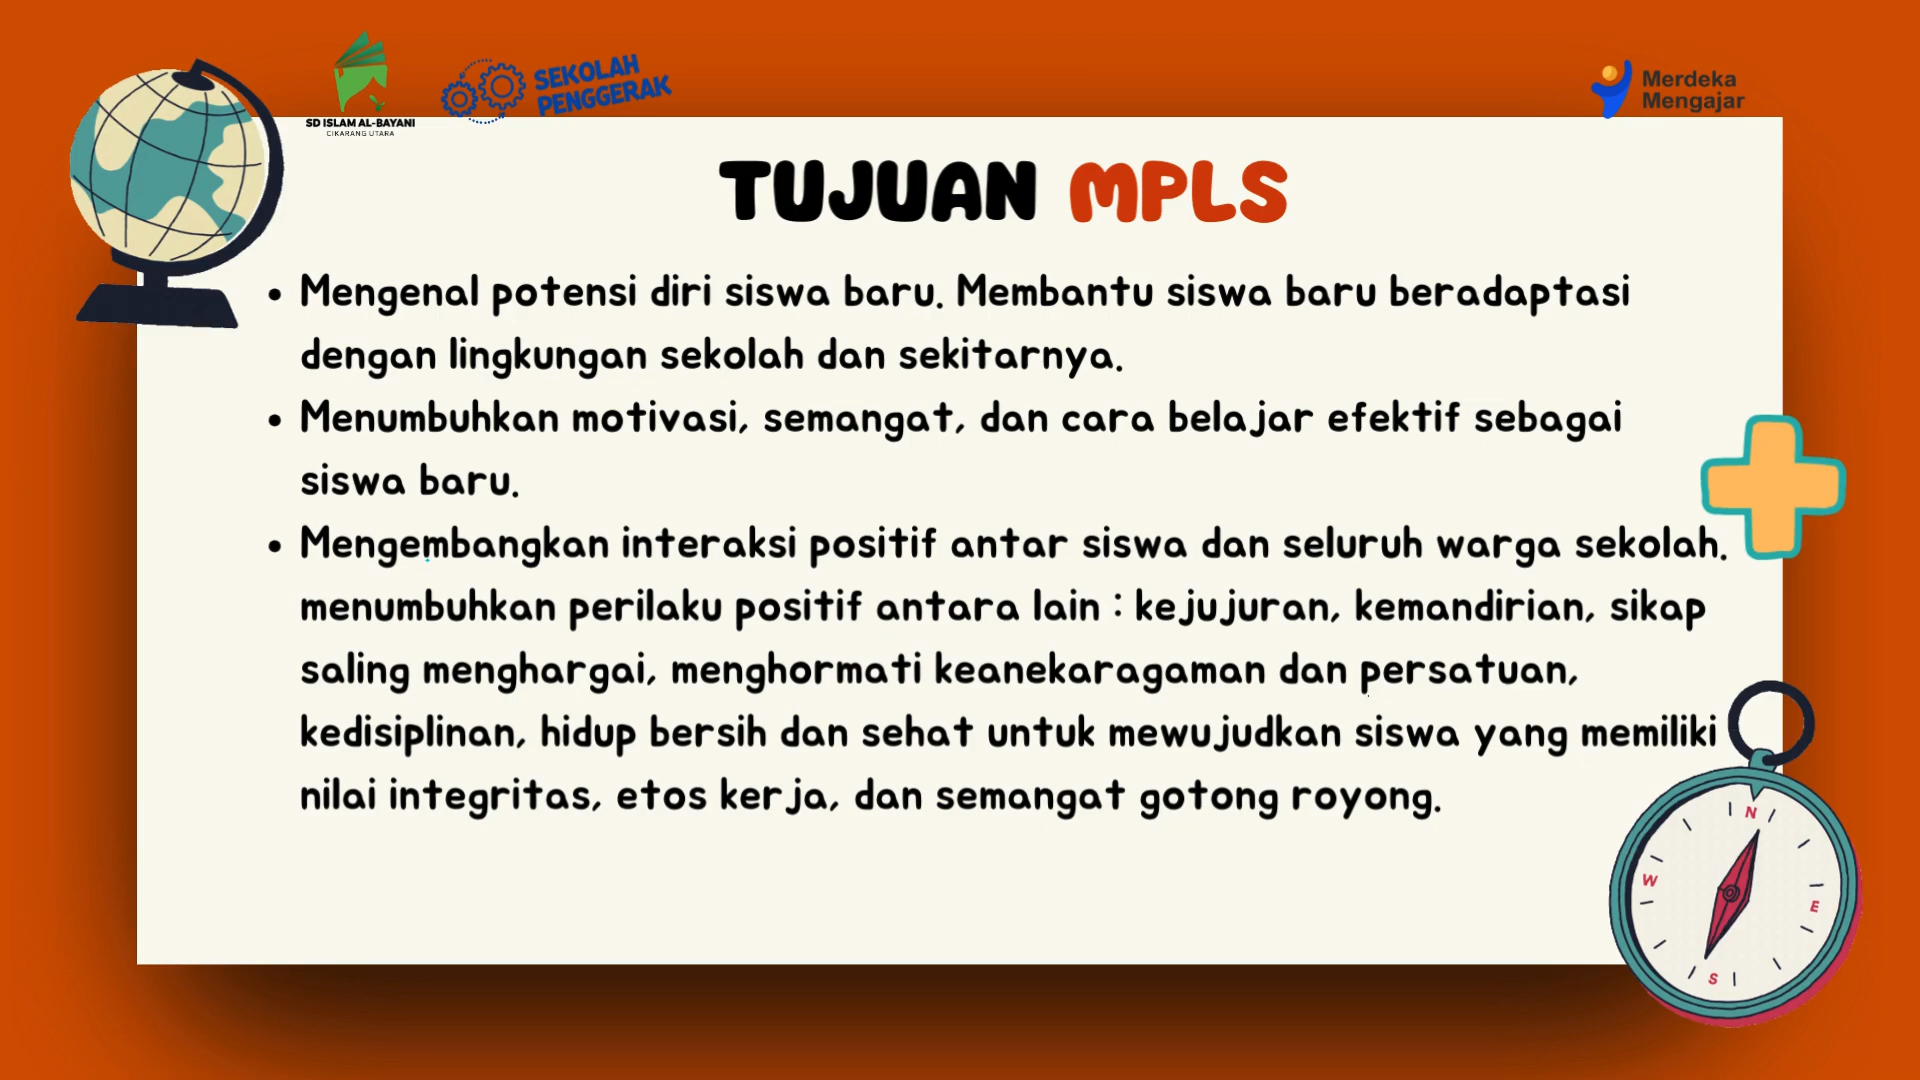 SD ISLAM AL-BAYANI
CIKARANG UTARA
SEKOLAH
PENGGERAK
Merdeka
Mengajar
TUJUAN MPLS
• Mengenal potensi diri siswa baru. Membantu siswa baru beradaptasi
dengan lingkungan sekolah dan sekitarnya.
• Menumbuhkan motivasi, semangat, dan cara belajar efektif sebagai
siswa baru.
• Mengembangkan interaksi positif antar siswa dan seluruh warga sekolah.
menumbuhkan perilaku positif antara lain : kejujuran, kemandirian, sikap
saling menghargai, menghormati keanekaragaman dan persatuan,
kedisiplinan, hidup bersih dan sehat untuk mewujudkan siswa yang memiliki
nilai integritas, etos kerja, dan semangat gotong royong.
N
W
E
S